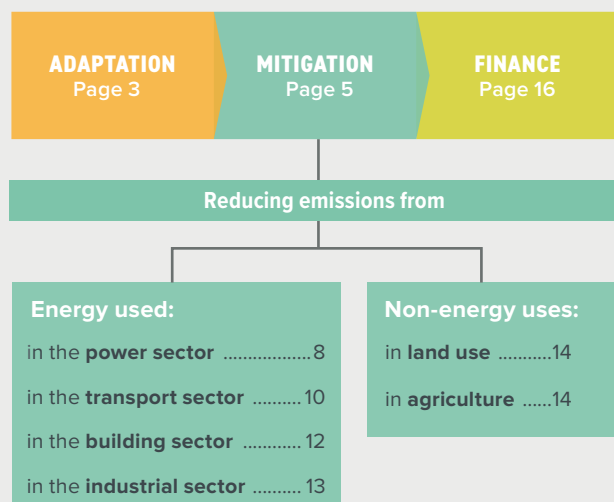 ADAPTATION
Page 3
MITIGATION
Page 5
FINANCE
Page 16
Reducing emissions from
Energy used:
in the power sector ..................8
in the transport sector ..........10
in the building sector ............12
in the industrial sector ..........13
Non-energy uses:
in land use ...........14
in agriculture ......14